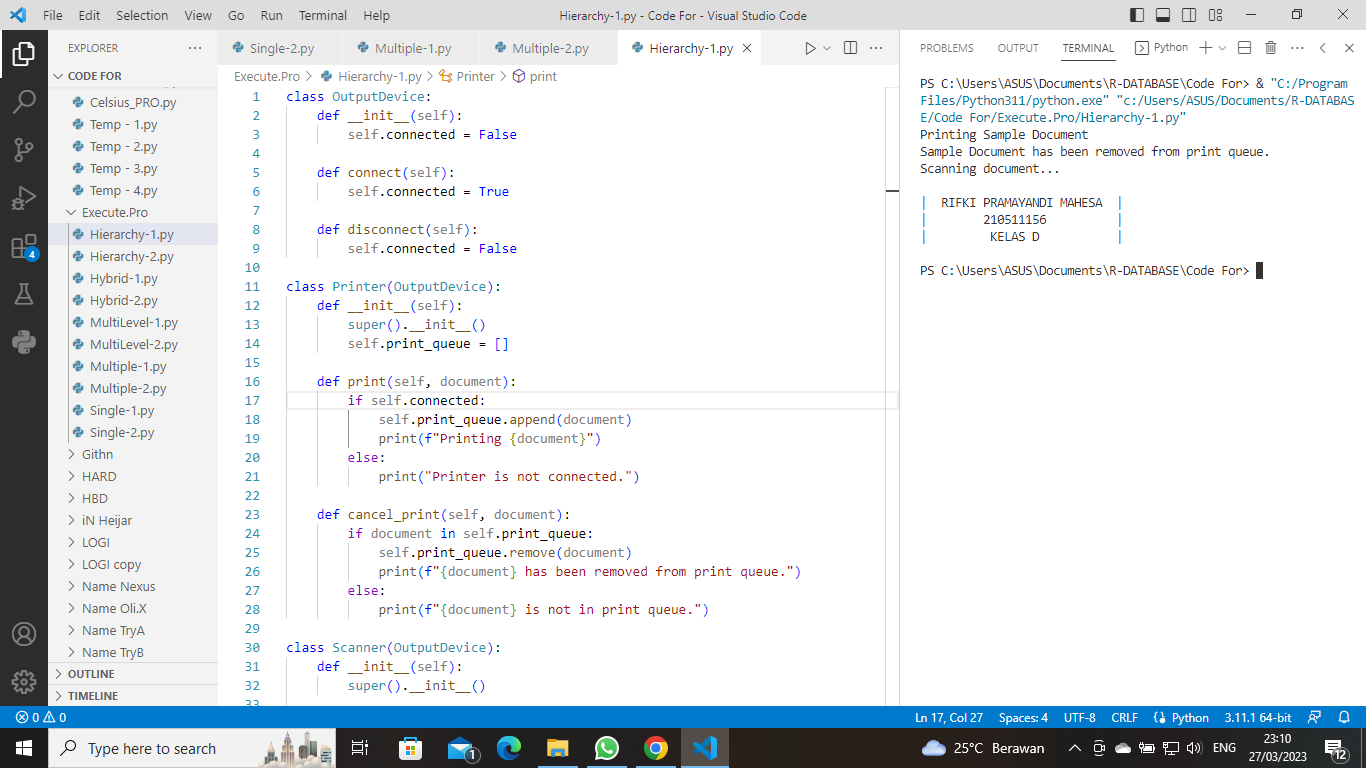 File Edit Selection View Go Run Terminal Help Hierarchy-1.py - Code For - Visual Studio Code
EXPLORER
CODE FOR
Celsius_PRO.py
Temp - 1.py
Temp - 2.py
Temp - 3.py
Temp - 4.py
Execute.Pro
Hierarchy-1.py
Hierarchy-2.py
Hybrid-1.py
Hybrid-2.py
MultiLevel-1.py
MultiLevel-2.py
Multiple-1.py
Multiple-2.py
Single-1.py
Single-2.py
Githn
HARD
HBD
iN Heijar
LOGI
LOGI copy
Name Nexus
Name Oli.X
Name TryA
Name TryB
OUTLINE
TIMELINE
4
Single-2.py Multiple-1.py Multiple-2.py Hierarchy-1.py
Execute.Pro > Hierarchy-1.py > Printer > print
1 class OutputDevice:
2 def __init__(self):
3 self.connected = False
4
5 def connect(self):
6 self.connected = True
7
8 def disconnect(self):
9 self.connected = False
10
11 class Printer(OutputDevice):
12 def __init__(self):
13 super().__init__()
14 self.print_queue = []
15
16 def print(self, document):
17 if self.connected:
18 self.print_queue.append(document)
19 print(f"Printing {document}")
20 else:
21 print("Printer is not connected.")
22
23 def cancel_print(self, document):
24 if document in self.print_queue:
25 self.print_queue.remove(document)
26 print(f"{document} has been removed from print queue.")
27 else:
28 print(f"{document} is not in print queue.")
29
30 class Scanner(OutputDevice):
31 def __init__(self):
32 super().__init__()
33
PROBLEMS OUTPUT TERMINAL Python
PS C:\Users\ASUS\Documents\R-DATABASE\Code For> & "C:/Program
Files/Python311/python.exe" "c:/Users/ASUS/Documents/R-DATABAS
E/Code For/Execute.Pro/Hierarchy-1.py"
Printing Sample Document
Sample Document has been removed from print queue.
Scanning document...
| RIFKI PRAMAYANDI MAHESA |
| 210511156 |
| KELAS D |
PS C:\Users\ASUS\Documents\R-DATABASE\Code For>
0 0 Ln 17, Col 27 Spaces: 4 UTF-8 CRLF Python 3.11.1 64-bit
Type here to search 1 25°C Berawan ENG 23:10
27/03/2023 12